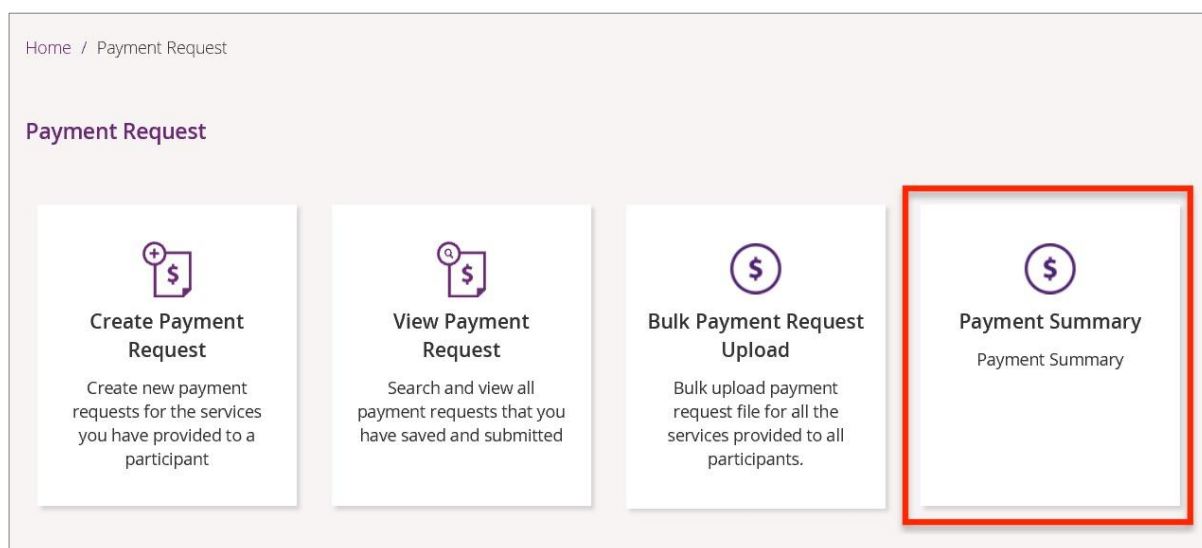 Home / Payment Request
Payment Request
$
Create Payment
Request
Create new payment
requests for the services
you have provided to a
participant
$
View Payment
Request
Search and view all
payment requests that you
have saved and submitted
$
Bulk Payment Request
Upload
Bulk upload payment
request file for all the
services provided to all
participants.
$
Payment Summary
Payment Summary